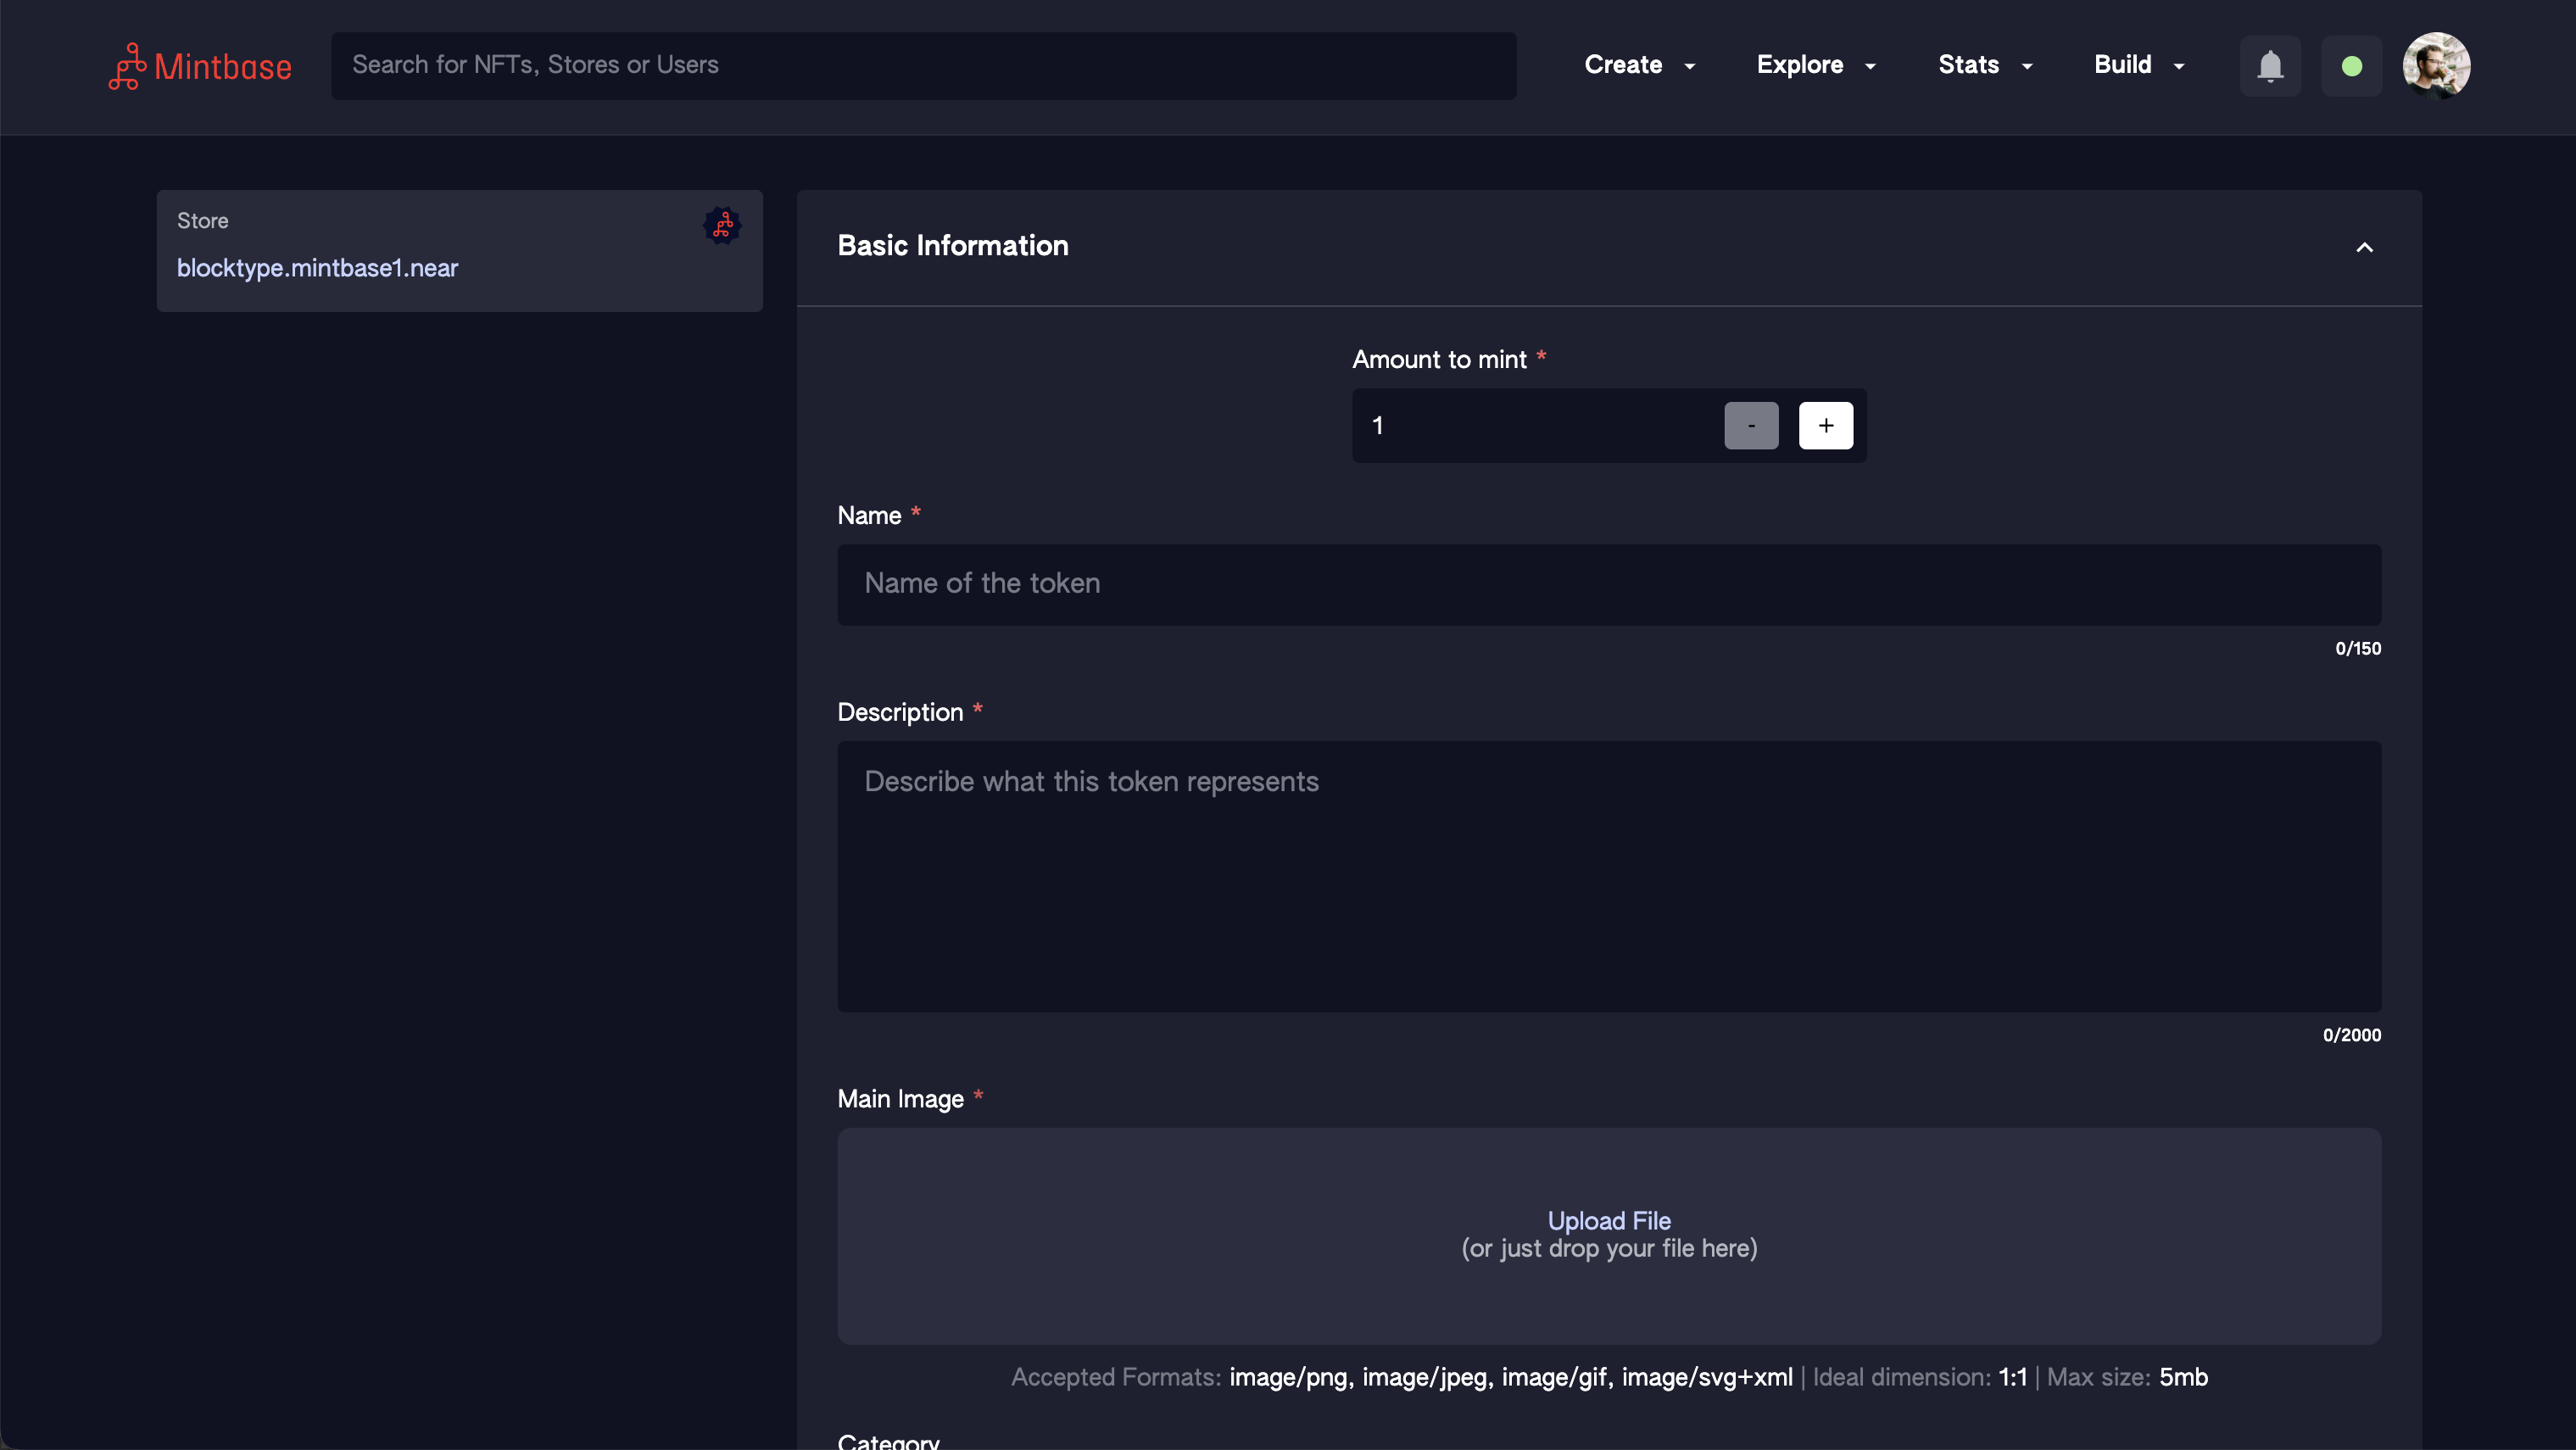 Mintbase
Search for NFTs, Stores or Users
Create
Explore
Stats
Build
Store
blocktype.mintbase1.near
Basic Information
Amount to mint *
1
-
+
Name *
Name of the token
0/150
Description *
Describe what this token represents
0/2000
Main Image *
Upload File
(or just drop your file here)
Accepted Formats: image/png, image/jpeg, image/gif, image/svg+xml | Ideal dimension: 1:1 | Max size: 5mb
Category